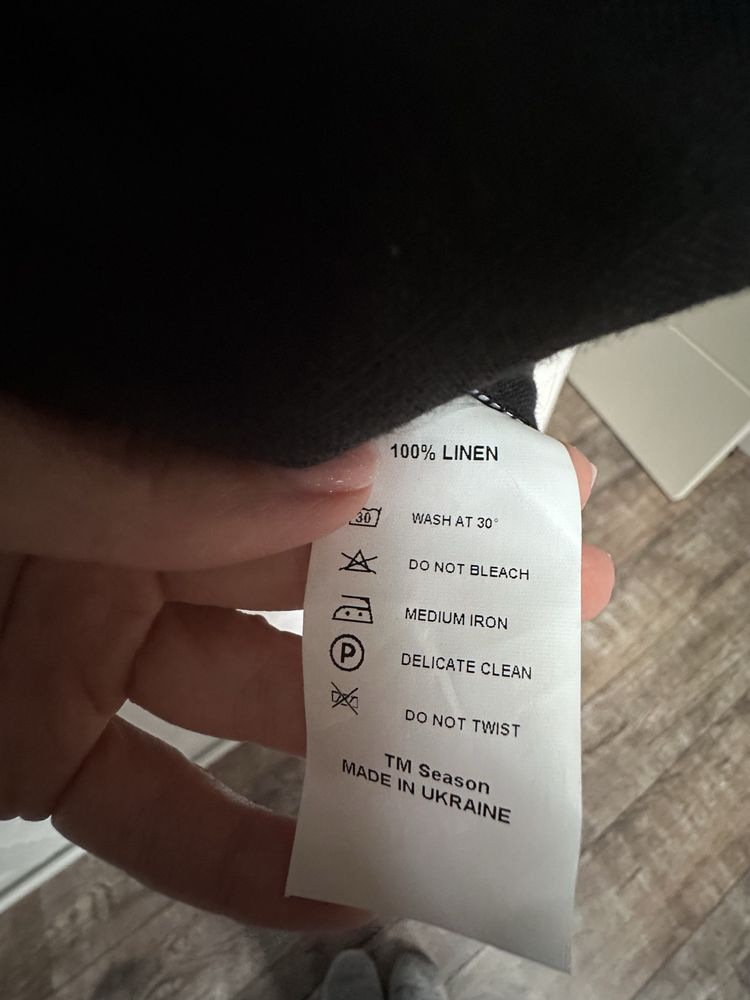 100% LINEN
30 WASH AT 30°
DO NOT BLEACH
MEDIUM IRON
P DELICATE CLEAN
DO NOT TWIST
TM Season
MADE IN UKRAINE